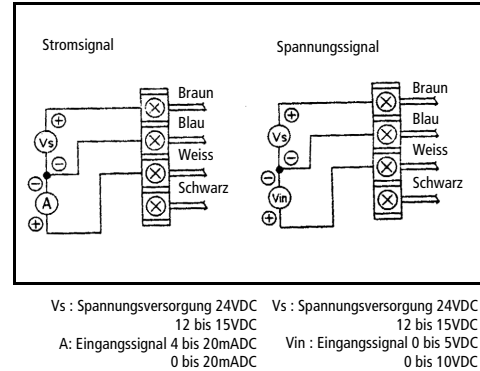 Stromsignal
Braun
Blau
Weiss
Schwarz
Vs
A
Spannungssignal
Braun
Blau
Weiss
Schwarz
Vs
Vin
Vs : Spannungsversorgung 24VDC
12 bis 15VDC
A: Eingangssignal 4 bis 20mADC
0 bis 20mADC
Vs : Spannungsversorgung 24VDC
12 bis 15VDC
Vin : Eingangssignal 0 bis 5VDC
0 bis 10VDC